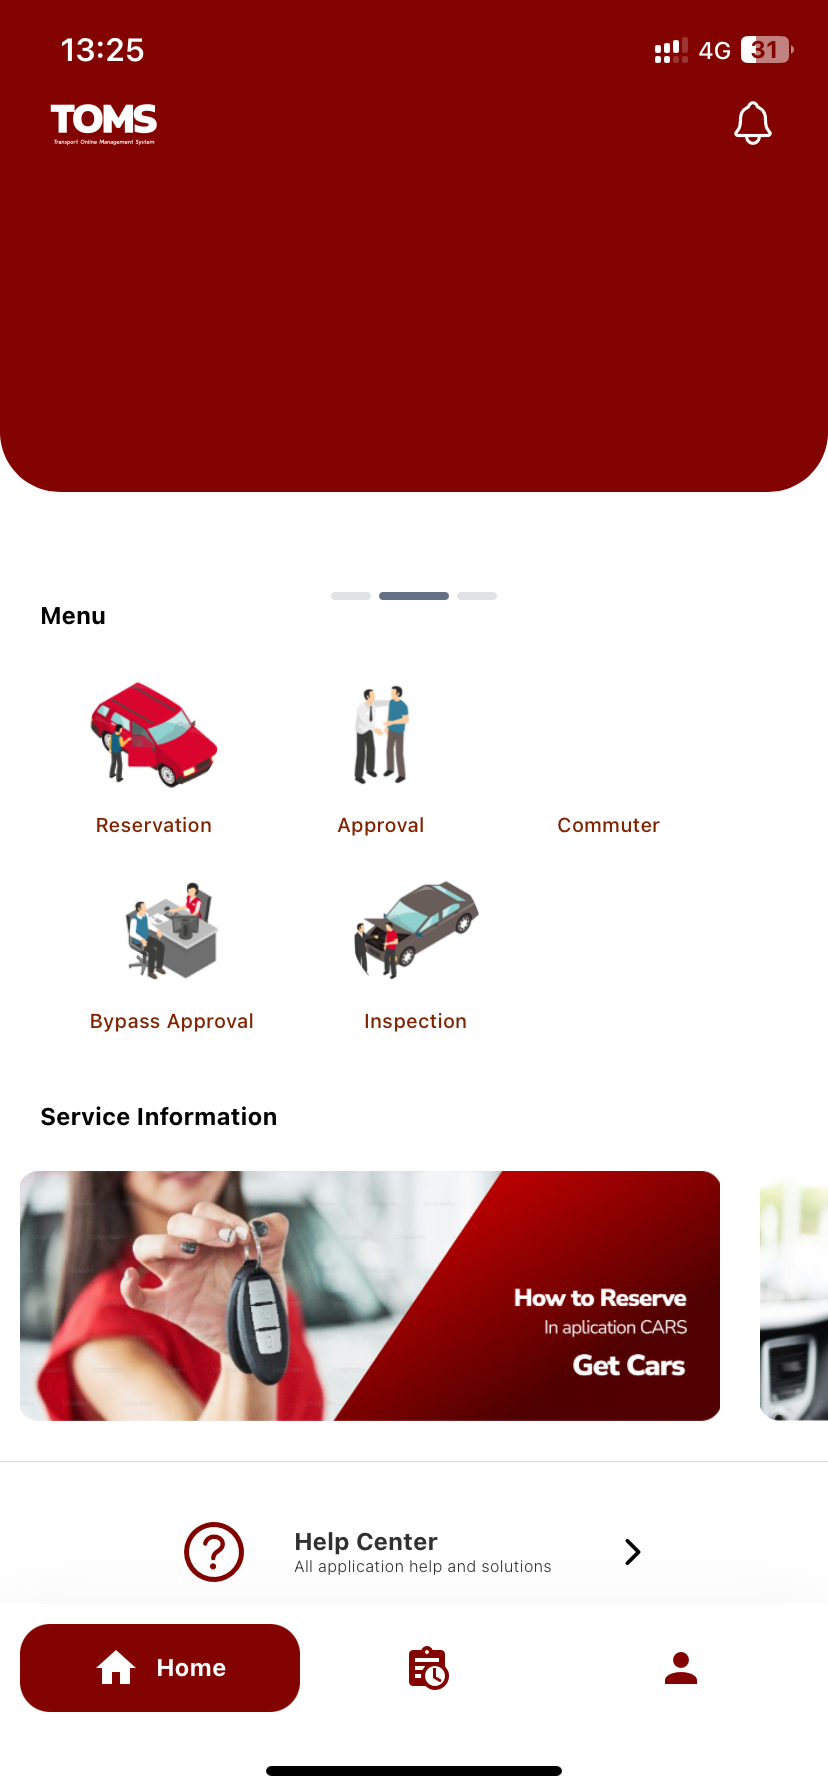 13:25
4G
31
TOMS
Transport Online Management System
Menu
Reservation
Approval
Commuter
Bypass Approval
Inspection
Service Information
How to Reserve
In aplication CARS
Get Cars
Help Center
All application help and solutions
Home